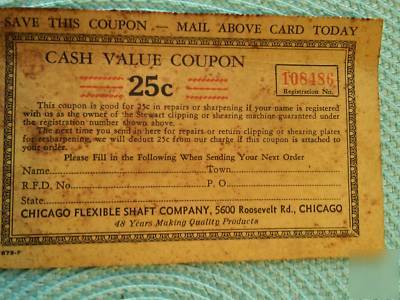 SAVE THIS COUPON — MAIL ABOVE CARD TODAY
CASH VALUE COUPON
25c
108486
Registration No.
This coupon is good for 25c in repairs or sharpening if your name is registered
with us as the owner of the Stewart clipping or shearing machine guaranteed under
the registration number shown above.
The next time you send in here for repairs or return clipping or shearing plates
for resharpening, we will deduct 25c from our charge if this coupon is attached to
your order.
Please Fill in the Following When Sending Your Next Order
Name Town
R.F.D. No. P.O.
State
CHICAGO FLEXIBLE SHAFT COMPANY, 5600 Roosevelt Rd., CHICAGO
48 Years Making Quality Products